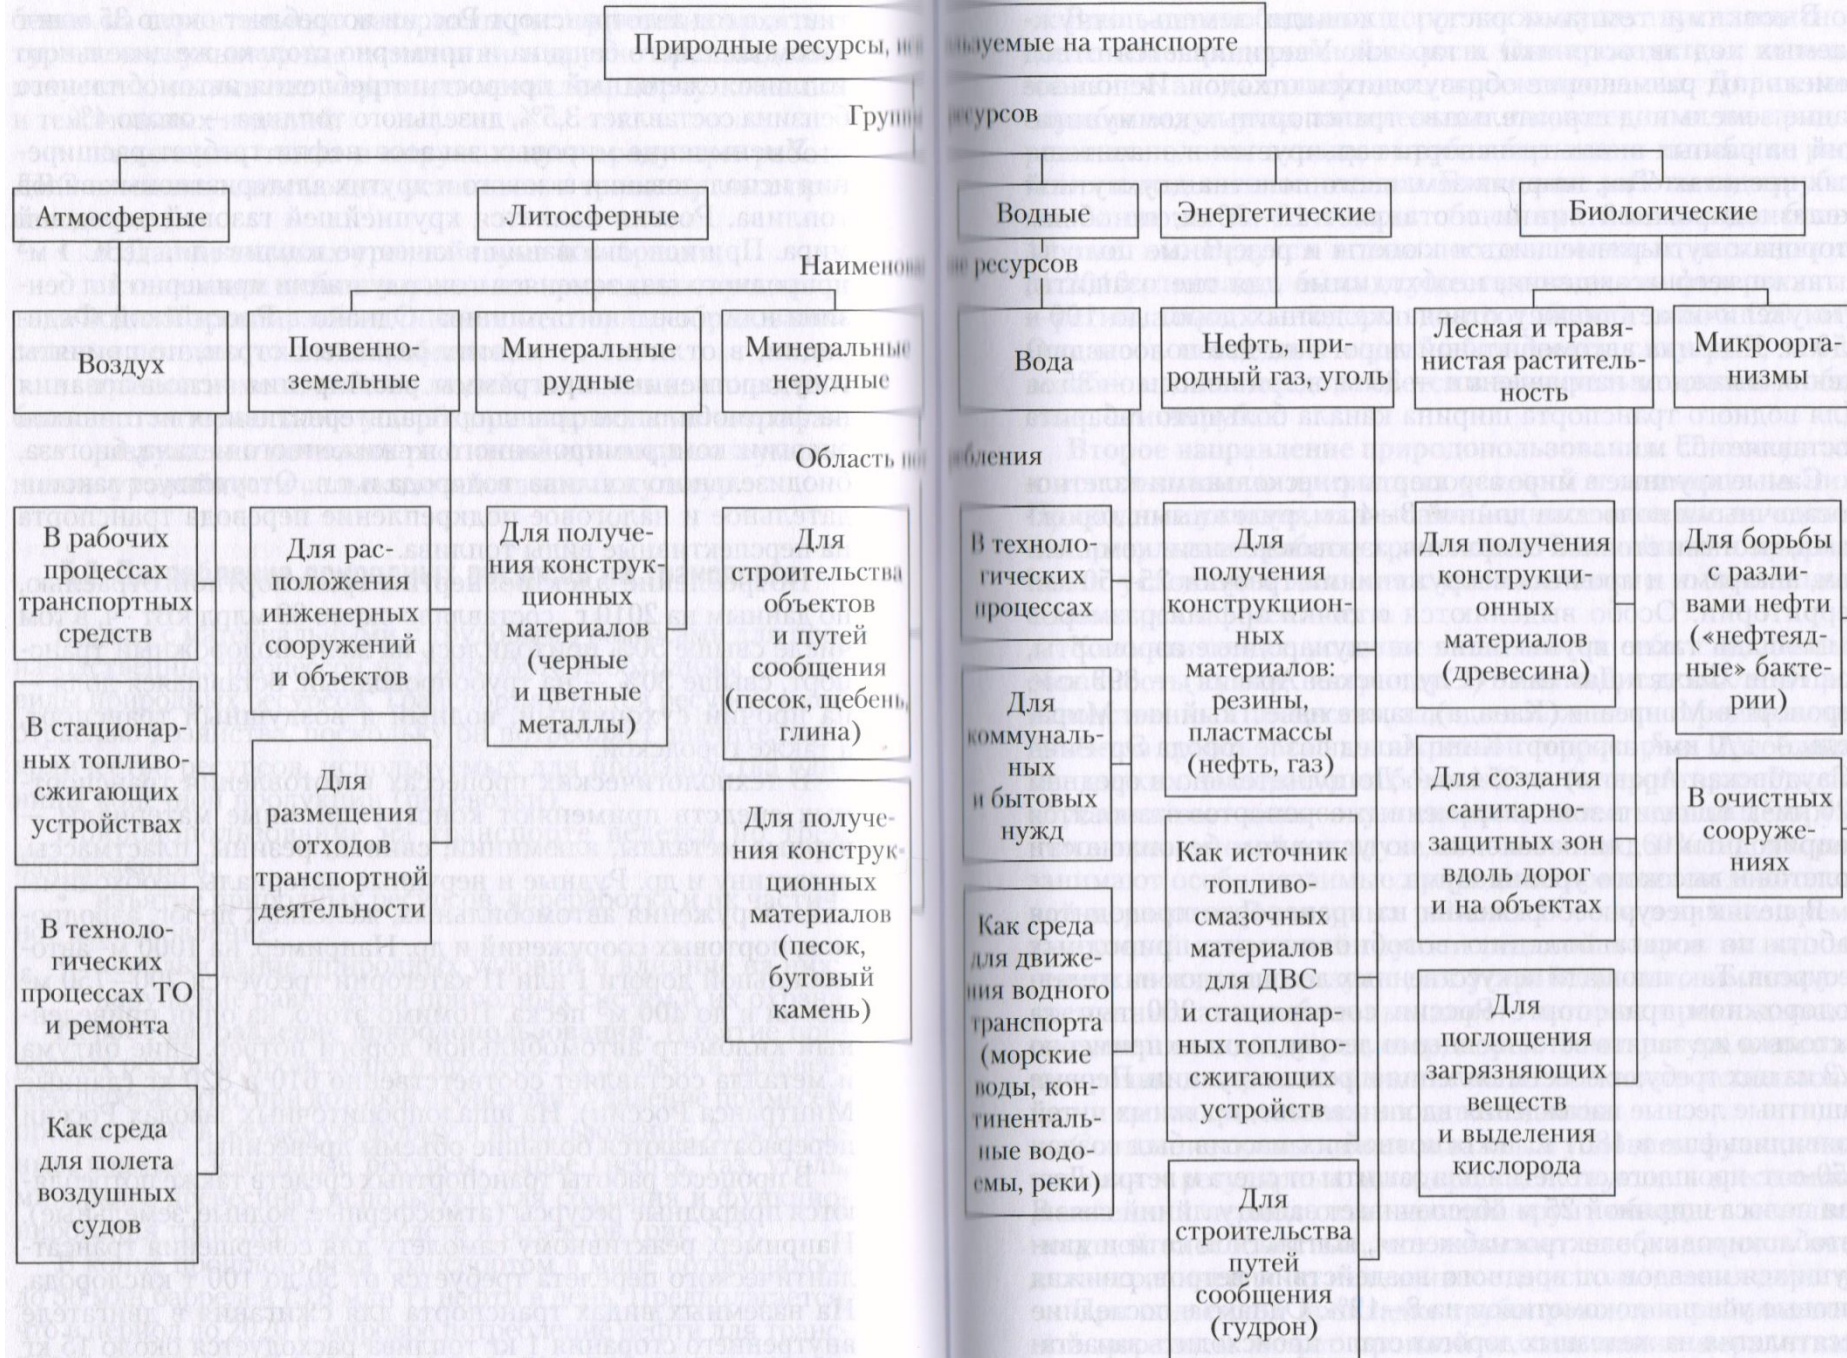 Природные ресурсы, используемые на транспорте
Группы ресурсов
Атмосферные
Литосферные
Водные
Энергетические
Биологические
Наименование ресурсов
Воздух
Почвенно-
земельные
Минеральные
рудные
Минеральные
нерудные
Вода
Нефть, при-
родный газ, уголь
Лесная и травя-
нистая раститель-
ность
Микроорга-
низмы
Область потребления
В рабочих
процессах
транспортных
средств
В стационар-
ных топливо-
сжигающих
устройствах
В техноло-
гических
процессах ТО
и ремонта
Как среда
для полета
воздушных
судов
Для рас-
положения
инженерных
сооружений
и объектов
Для
размещения
отходов
транспортной
деятельности
Для получе-
ния конструк-
ционных
материалов
(черные
и цветные
металлы)
Для
строительства
объектов
и путей
сообщения
(песок, щебень,
глина)
Для получе-
ния конструк-
ционных
материалов
(песок,
бутовый
камень)
В техноло-
гических
процессах
Для
коммуналь-
ных
и бытовых
нужд
Как среда
для движе-
ния водного
транспорта
(морские
воды, кон-
тиненталь-
ные водо-
емы, реки)
Для
получения
конструкцион-
ных
материалов:
резины,
пластмассы
(нефть, газ)
Как источник
топливо-
смазочных
материалов
для ДВС
и стационар-
ных топливо-
сжигающих
устройств
Для
строительства
путей
сообщения
(гудрон)
Для получения
конструкци-
онных
материалов
(древесина)
Для создания
санитарно-
защитных зон
вдоль дорог
и на объектах
Для
поглощения
загрязняющих
веществ
и выделения
кислорода
Для борьбы
с разли-
вами нефти
(«нефтеяд-
ные» бакте-
рии)
В очистных
сооруже-
ниях